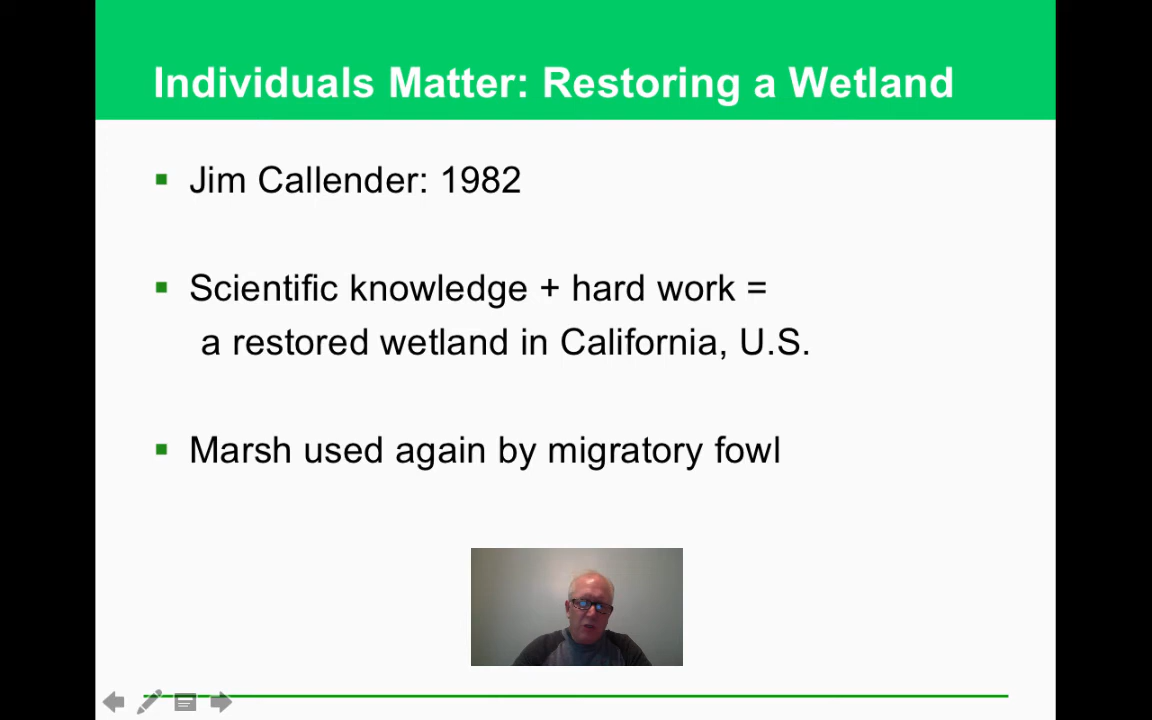 Individuals Matter: Restoring a Wetland
Jim Callender: 1982
Scientific knowledge + hard work =
a restored wetland in California, U.S.
Marsh used again by migratory fowl